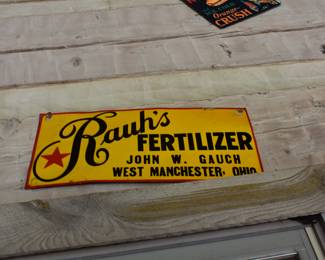 Orange
CRUSH
Rauh's
FERTILIZER
JOHN W. GAUCH
WEST MANCHESTER, OHIO